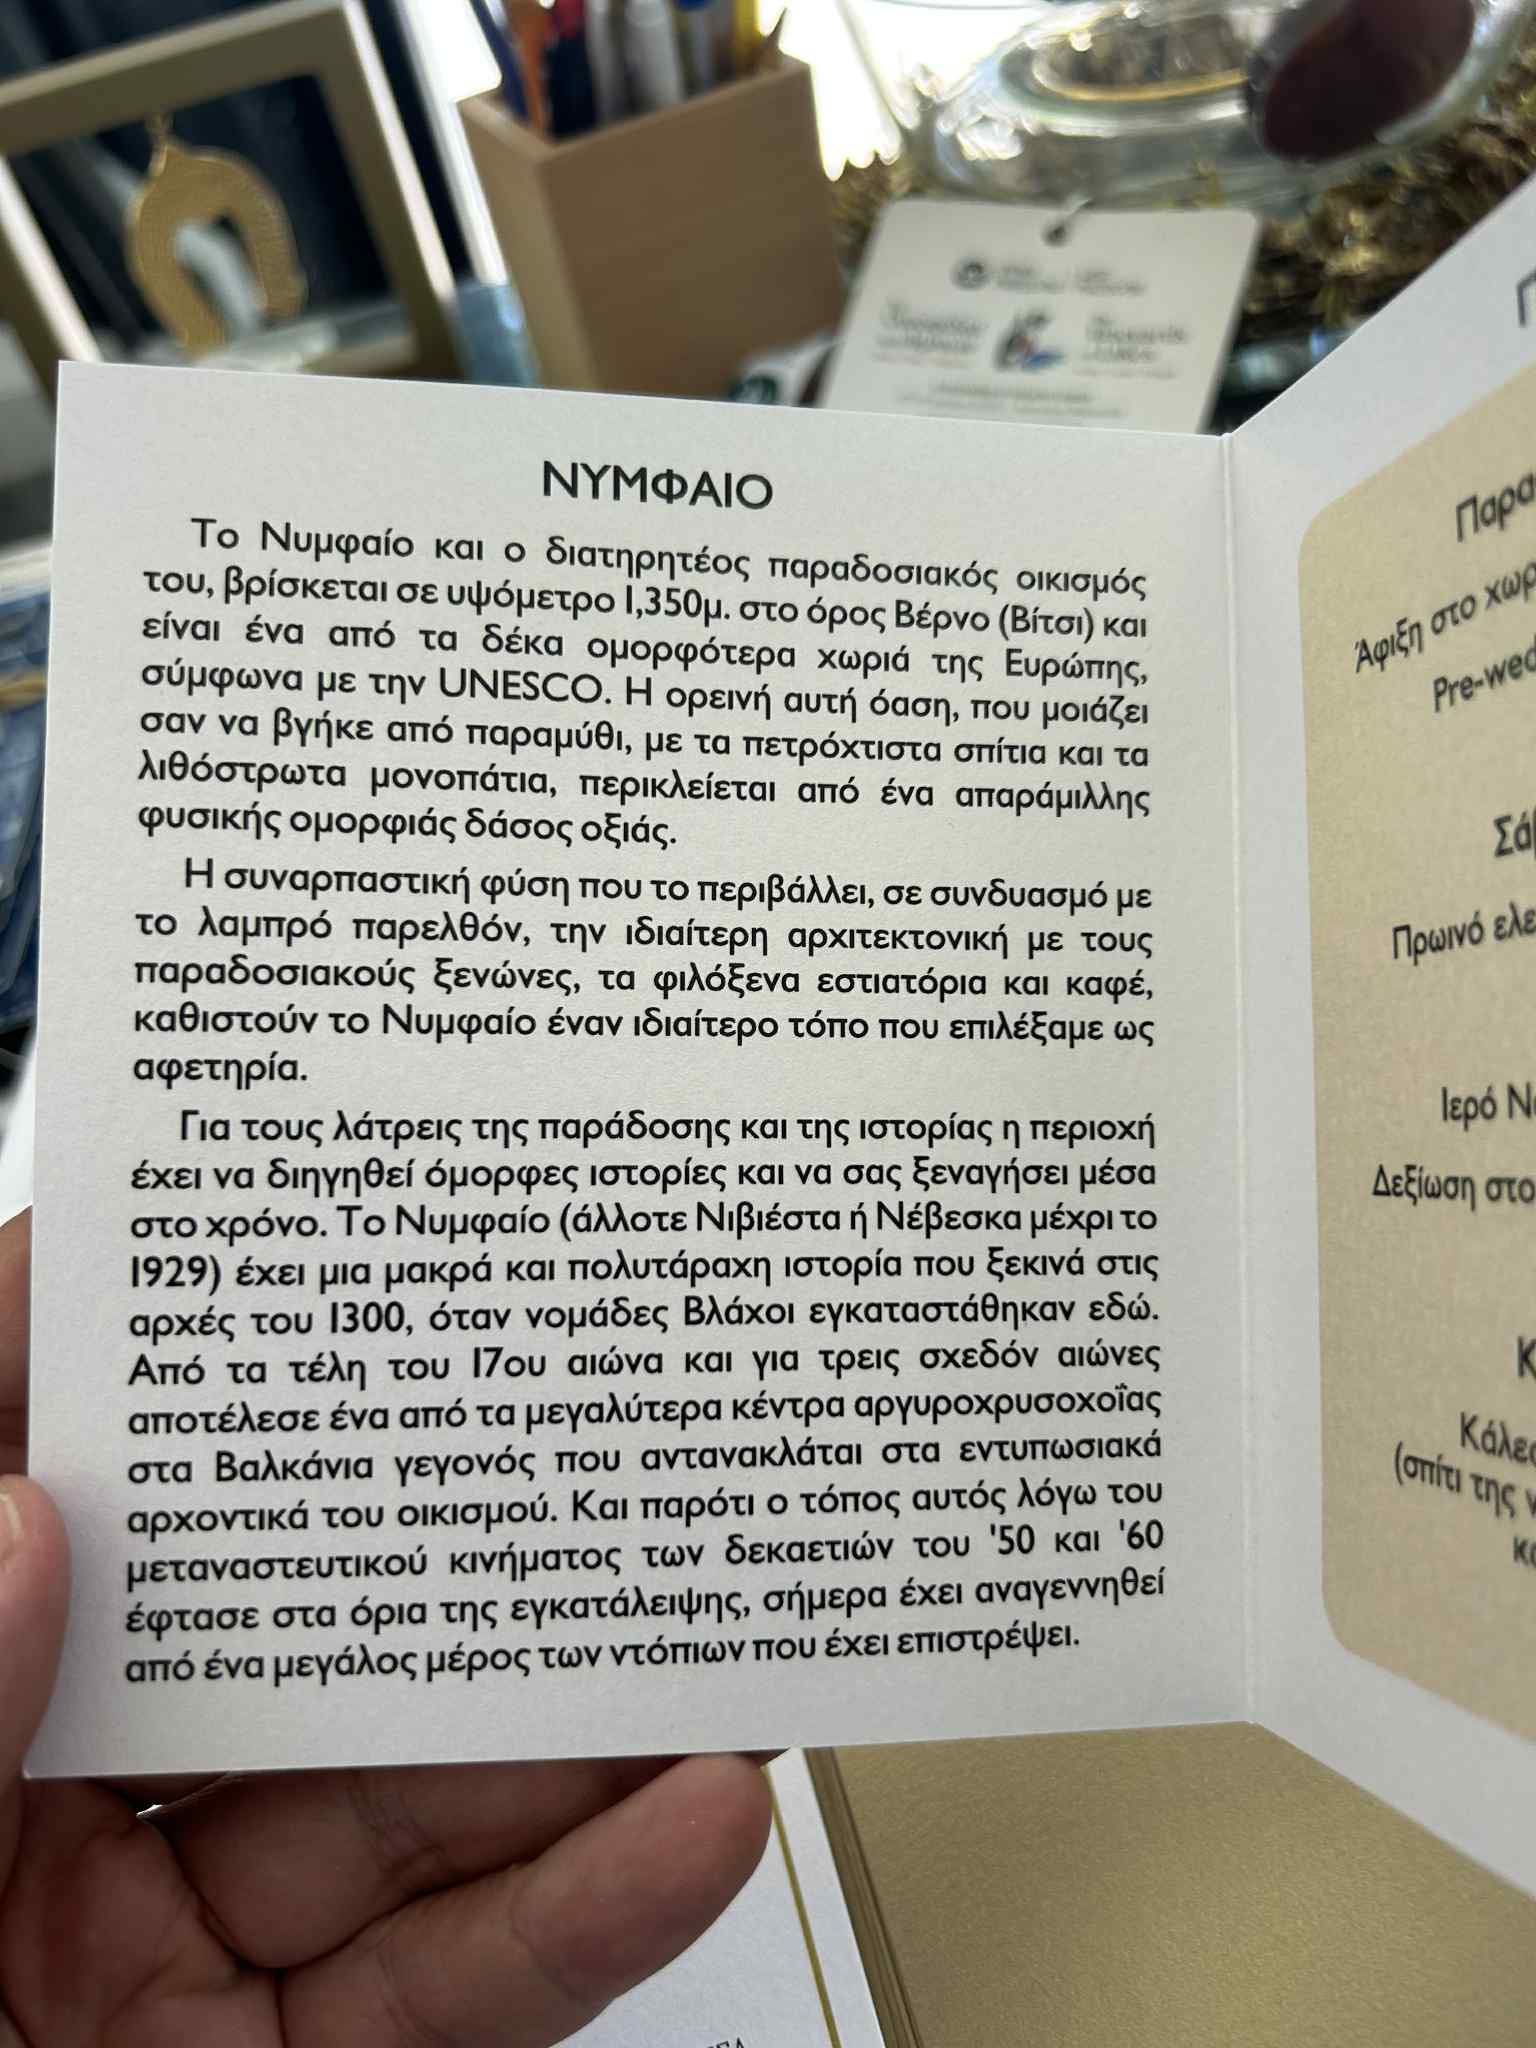 ΝΥΜΦΑΙΟ
Το Νυμφαίο και ο διατηρητέος παραδοσιακός οικισμός
του, βρίσκεται σε υψόμετρο 1,350μ. στο όρος Βέρνο (Βίτσι) και
είναι ένα από τα δέκα ομορφότερα χωριά της Ευρώπης,
σύμφωνα με την UNESCO. Η ορεινή αυτή όαση, που μοιάζει
σαν να βγήκε από παραμύθι, με τα πετρόχτιστα σπίτια και τα
λιθόστρωτα μονοπάτια, περικλείεται από ένα απαράμιλλης
φυσικής ομορφιάς δάσος οξιάς.
Η συναρπαστική φύση που το περιβάλλει, σε συνδυασμό με
το λαμπρό παρελθόν, την ιδιαίτερη αρχιτεκτονική με τους
παραδοσιακούς ξενώνες, τα φιλόξενα εστιατόρια και καφέ,
καθιστούν το Νυμφαίο έναν ιδιαίτερο τόπο που επιλέξαμε ως
αφετηρία.
Για τους λάτρεις της παράδοσης και της ιστορίας η περιοχή
έχει να διηγηθεί όμορφες ιστορίες και να σας ξεναγήσει μέσα
στο χρόνο. Το Νυμφαίο (άλλοτε Νιβιέστα ή Νέβεσκα μέχρι το
1929) έχει μια μακρά και πολυτάραχη ιστορία που ξεκινά στις
αρχές του 1300, όταν νομάδες Βλάχοι εγκαταστάθηκαν εδώ.
Από τα τέλη του 17ου αιώνα και για τρεις σχεδόν αιώνες
αποτέλεσε ένα από τα μεγαλύτερα κέντρα αργυροχρυσοχοΐας
στα Βαλκάνια γεγονός που αντανακλάται στα εντυπωσιακά
αρχοντικά του οικισμού. Και παρότι ο τόπος αυτός λόγω του
μεταναστευτικού κινήματος των δεκαετιών του '50 και '60
έφτασε στα όρια της εγκατάλειψης, σήμερα έχει αναγεννηθεί
από ένα μεγάλος μέρος των ντόπιων που έχει επιστρέψει.
Άφιξη στο
Πρωινό
Ιερό
Δεξίωση στο
(σπίτι της